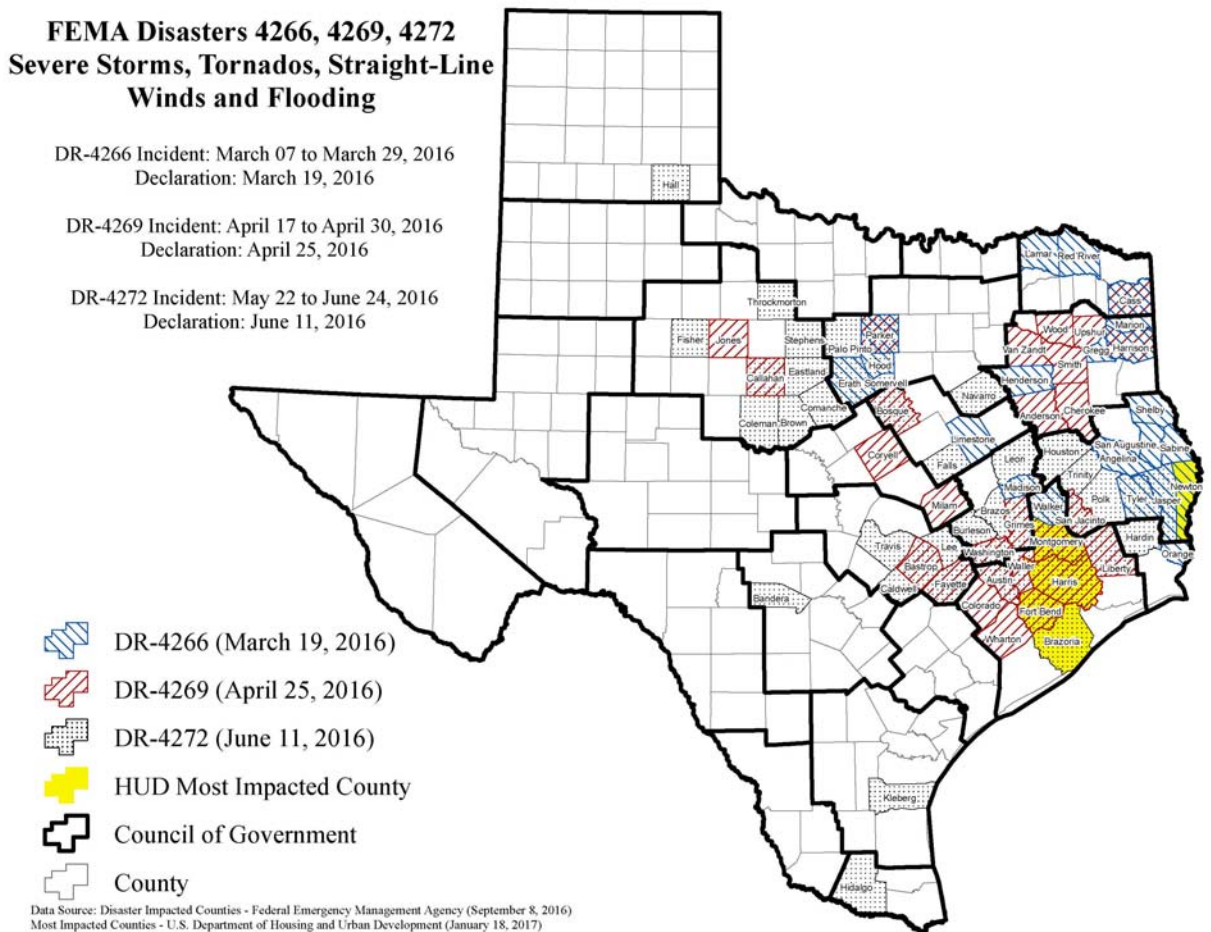 FEMA Disasters 4266, 4269, 4272
Severe Storms, Tornados, Straight-Line
Winds and Flooding
DR-4266 Incident: March 07 to March 29, 2016
Declaration: March 19, 2016
DR-4269 Incident: April 17 to April 30, 2016
Declaration: April 25, 2016
DR-4272 Incident: May 22 to June 24, 2016
Declaration: June 11, 2016
Hall
Lamar
Red River
Cass
Throckmorton
Fisher
Jones
Stephens
Palo Pinto
Parker
Wood
Upshur
Marion
Van Zandt
Gregg
Harrison
Callahan
Eastland
Hood
Smith
Erath
Somervell
Henderson
Navarro
Coleman
Brown
Comanche
Bosque
Anderson
Cherokee
Shelby
Limestone
Coryell
San Augustine
Sabine
Angelina
Falls
Leon
Houston
Trinity
Newton
Madison
Milam
Walker
Polk
Tyler
Jasper
Brazos
Grimes
San Jacinto
Burleson
Hardin
Travis
Lee
Washington
Montgomery
Orange
Bastrop
Waller
Liberty
Austin
Harris
Caldwell
Fayette
Bandera
Colorado
Fort Bend
Wharton
Brazoria
Kleberg
Hidalgo
DR-4266 (March 19, 2016)
DR-4269 (April 25, 2016)
DR-4272 (June 11, 2016)
HUD Most Impacted County
Council of Government
County
Data Source: Disaster Impacted Counties - Federal Emergency Management Agency (September 8, 2016)
Most Impacted Counties - U.S. Department of Housing and Urban Development (January 18, 2017)